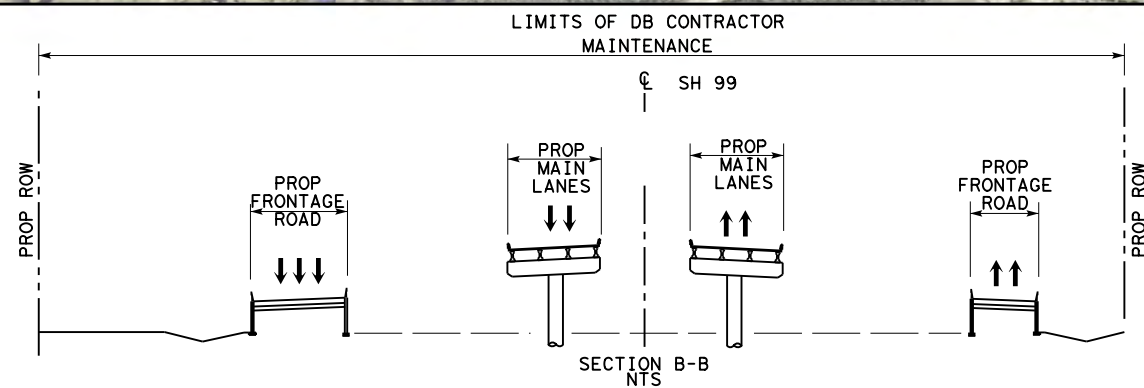 LIMITS OF DB CONTRACTOR
MAINTENANCE
℄ SH 99
PROP ROW
PROP
FRONTAGE
ROAD
PROP
MAIN
LANES
PROP
MAIN
LANES
PROP
FRONTAGE
ROAD
PROP ROW
SECTION B-B
NTS